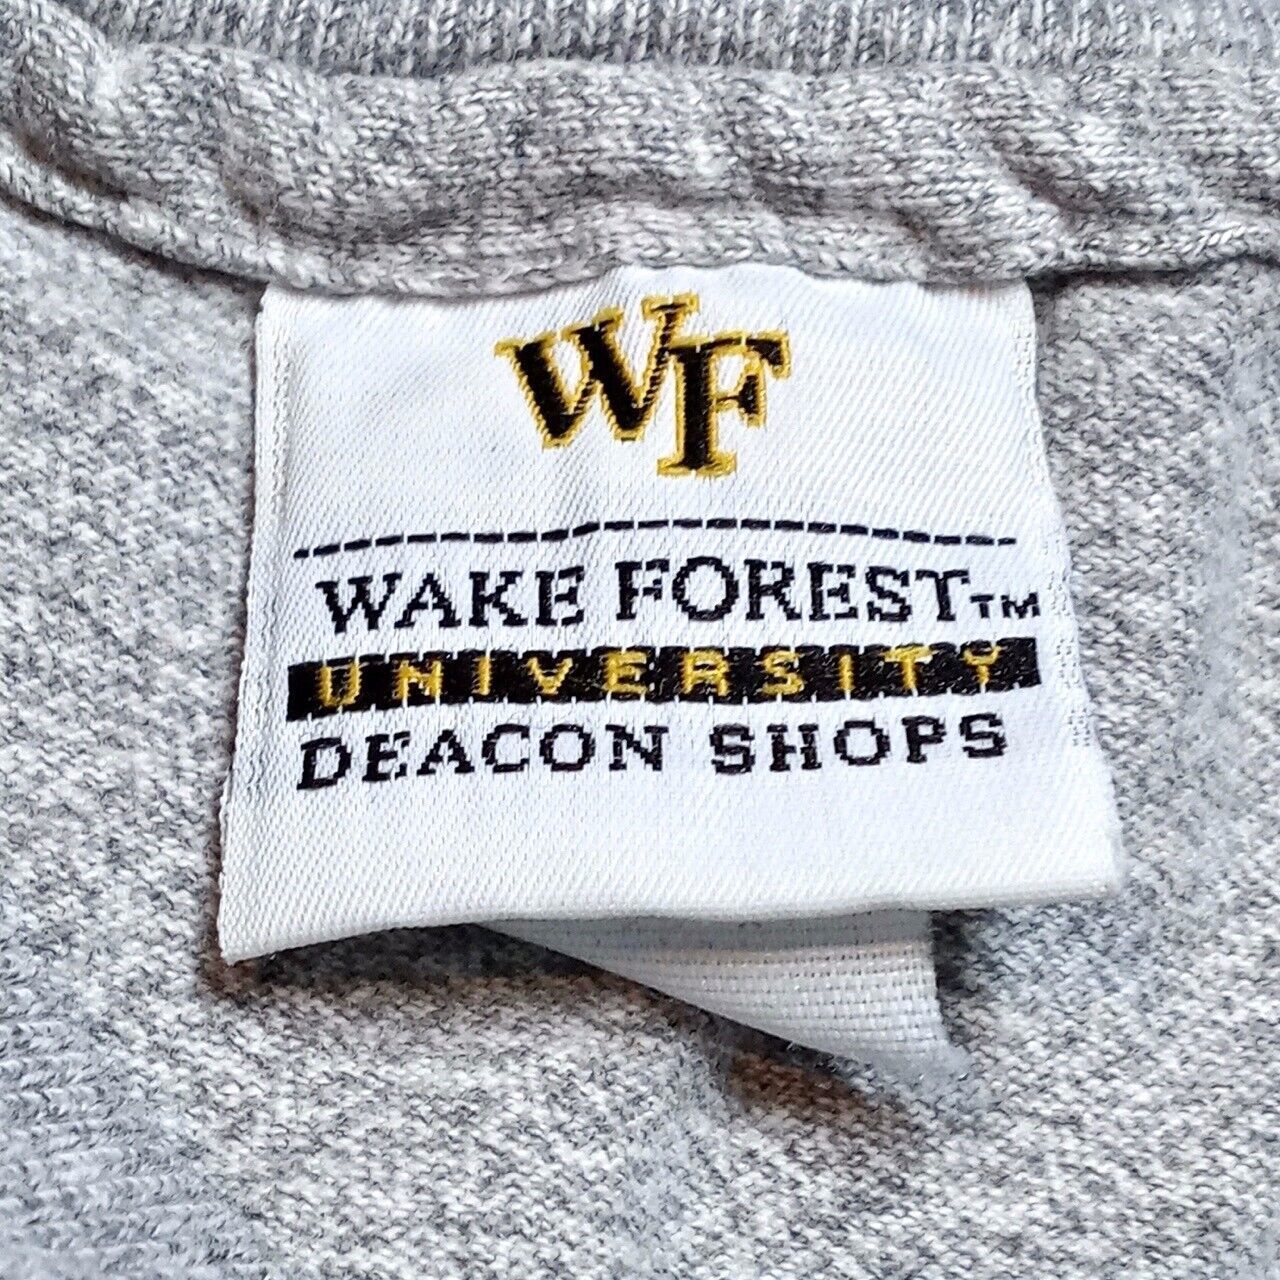 WF
WAKE FOREST™
UNIVERSITY
DEACON SHOPS